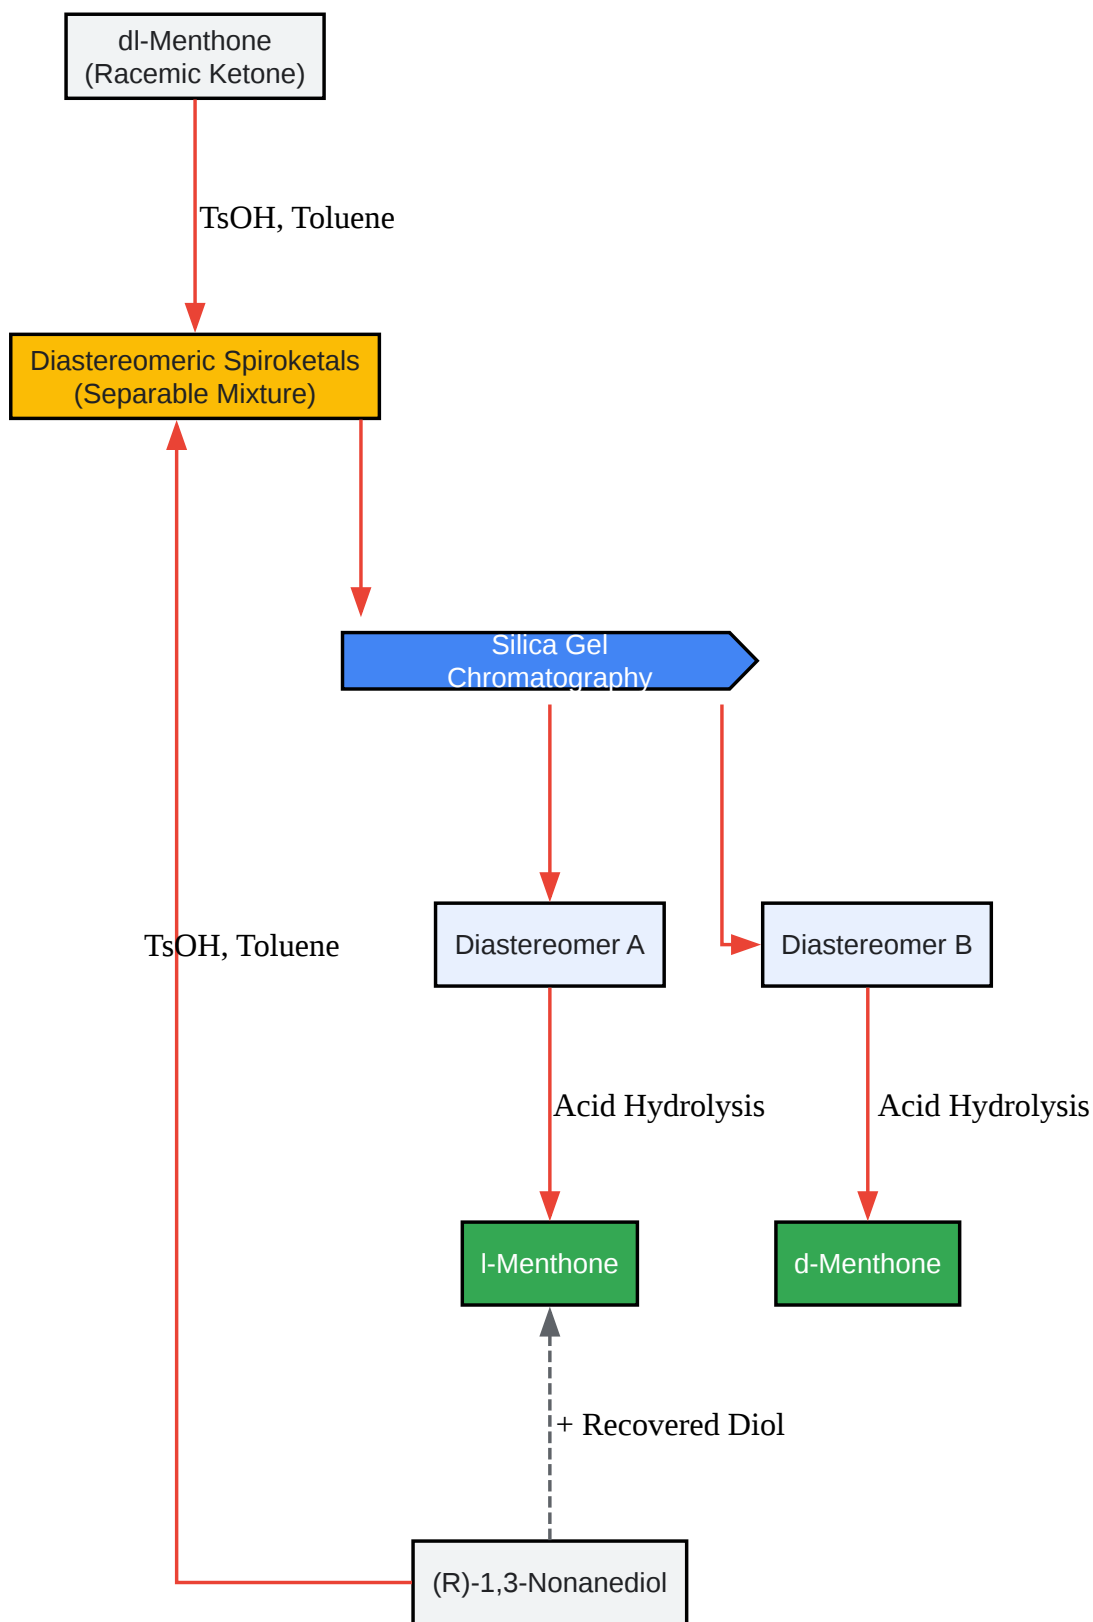 dl-Menthone
(Racemic Ketone)
TsOH, Toluene
Diastereomeric Spiroketals
(Separable Mixture)
Silica Gel
Chromatography
TsOH, Toluene
Diastereomer A
Diastereomer B
Acid Hydrolysis
Acid Hydrolysis
l-Menthone
d-Menthone
+ Recovered Diol
(R)-1,3-Nonanediol